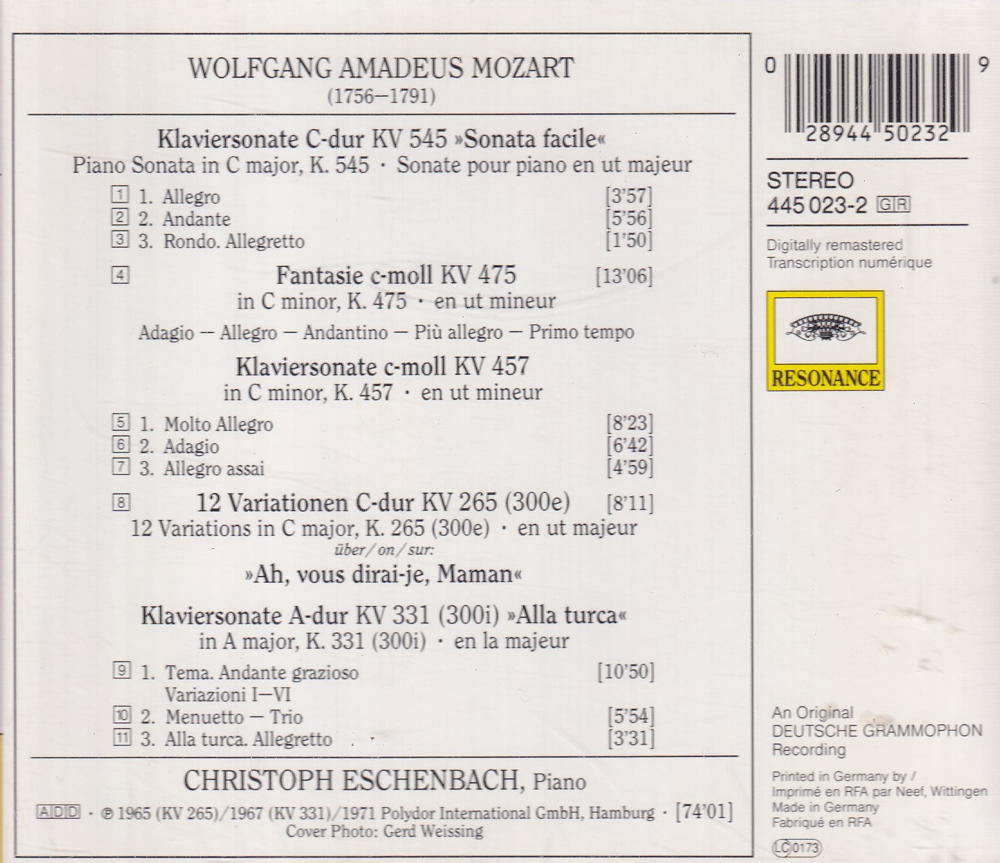 WOLFGANG AMADEUS MOZART
(1756–1791)
Klaviersonate C-dur KV 545 »Sonata facile«
Piano Sonata in C major, K. 545 · Sonate pour piano en ut majeur
1 1. Allegro [3'57]
2 2. Andante [5'56]
3 3. Rondo. Allegretto [1'50]
4 Fantasie c-moll KV 475 [13'06]
in C minor, K. 475 · en ut mineur
Adagio – Allegro – Andantino – Più allegro – Primo tempo
Klaviersonate c-moll KV 457
in C minor, K. 457 · en ut mineur
5 1. Molto Allegro [8'23]
6 2. Adagio [6'42]
7 3. Allegro assai [4'59]
8 12 Variationen C-dur KV 265 (300e) [8'11]
12 Variations in C major, K. 265 (300e) · en ut majeur
über/on/sur:
»Ah, vous dirai-je, Maman«
Klaviersonate A-dur KV 331 (300i) »Alla turca«
in A major, K. 331 (300i) · en la majeur
9 1. Tema. Andante grazioso [10'50]
Variazioni I–VI
10 2. Menuetto – Trio [5'54]
11 3. Alla turca. Allegretto [3'31]
CHRISTOPH ESCHENBACH, Piano
ADD · ℗ 1965 (KV 265)/1967 (KV 331)/1971 Polydor International GmbH, Hamburg · [74'01]
Cover Photo: Gerd Weissing
0 28944 50232 9
STEREO
445 023-2 GR
Digitally remastered
Transcription numérique
RESONANCE
An Original
DEUTSCHE GRAMMOPHON
Recording
Printed in Germany by /
Imprimé en RFA par Neef, Wittingen
Made in Germany
Fabriqué en RFA
LC 0173